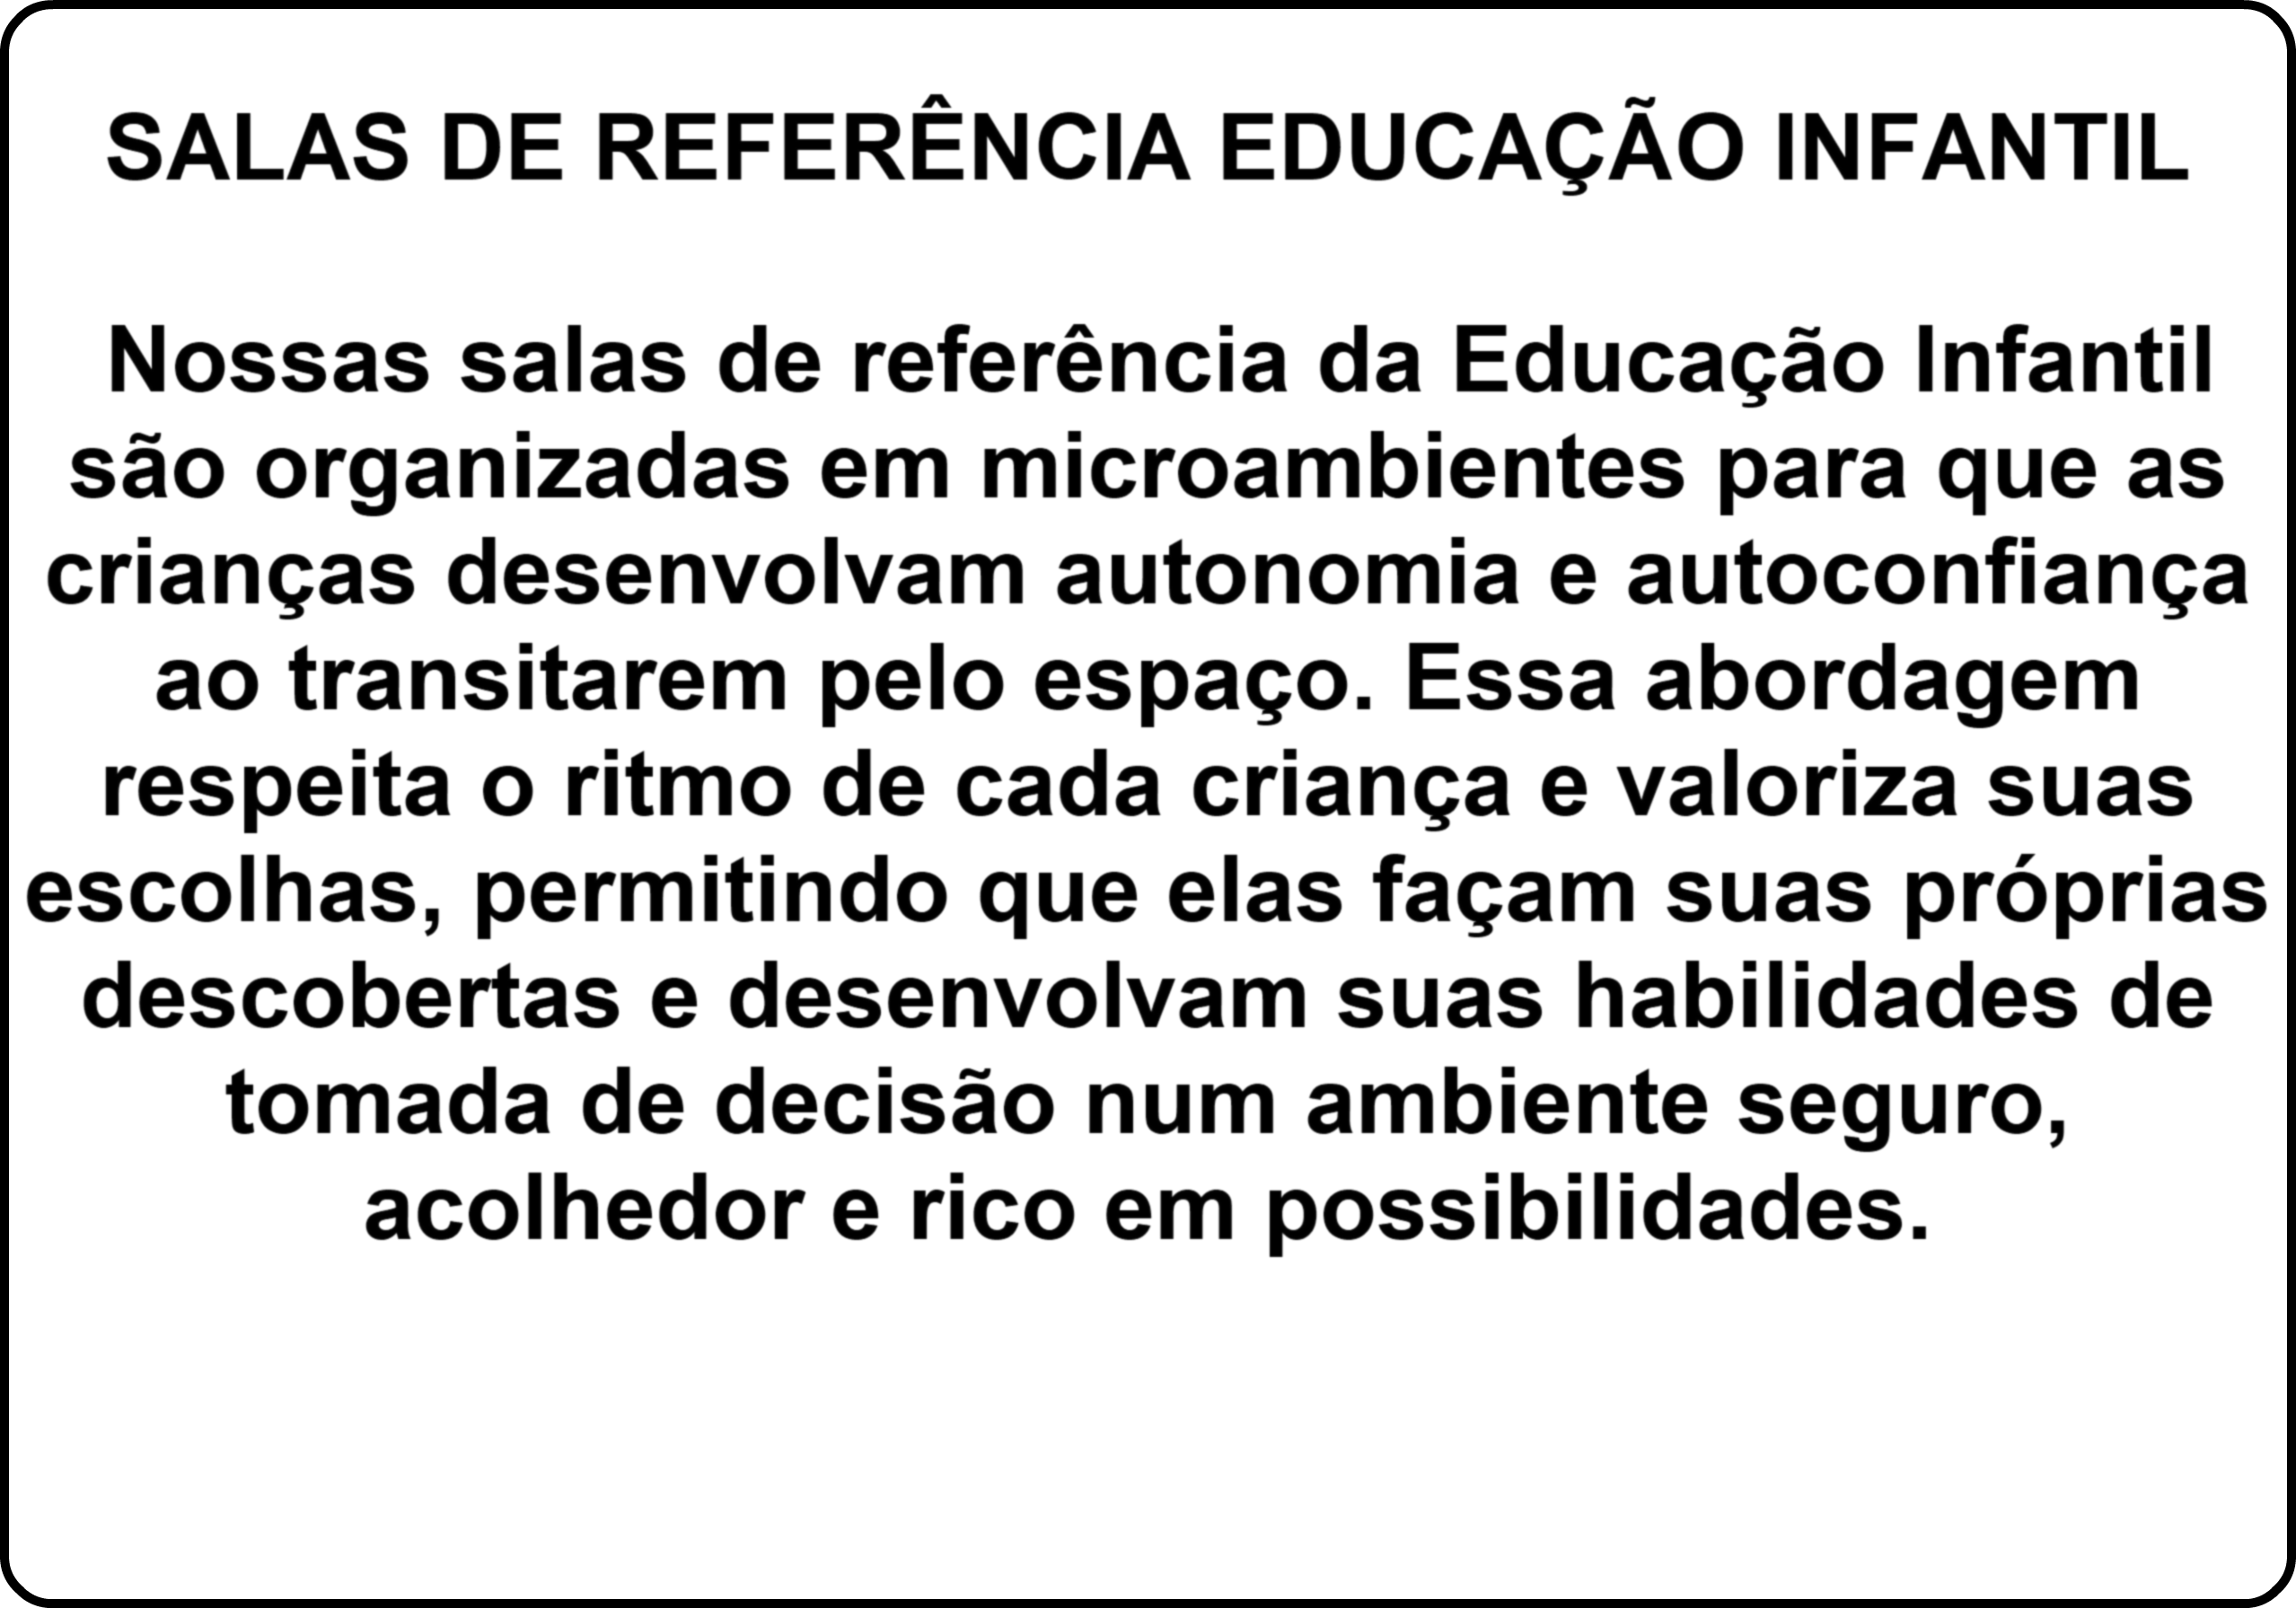 SALAS DE REFERÊNCIA EDUCAÇÃO INFANTIL
Nossas salas de referência da Educação Infantil
são organizadas em microambientes para que as
crianças desenvolvam autonomia e autoconfiança
ao transitarem pelo espaço. Essa abordagem
respeita o ritmo de cada criança e valoriza suas
escolhas, permitindo que elas façam suas próprias
descobertas e desenvolvam suas habilidades de
tomada de decisão num ambiente seguro,
acolhedor e rico em possibilidades.